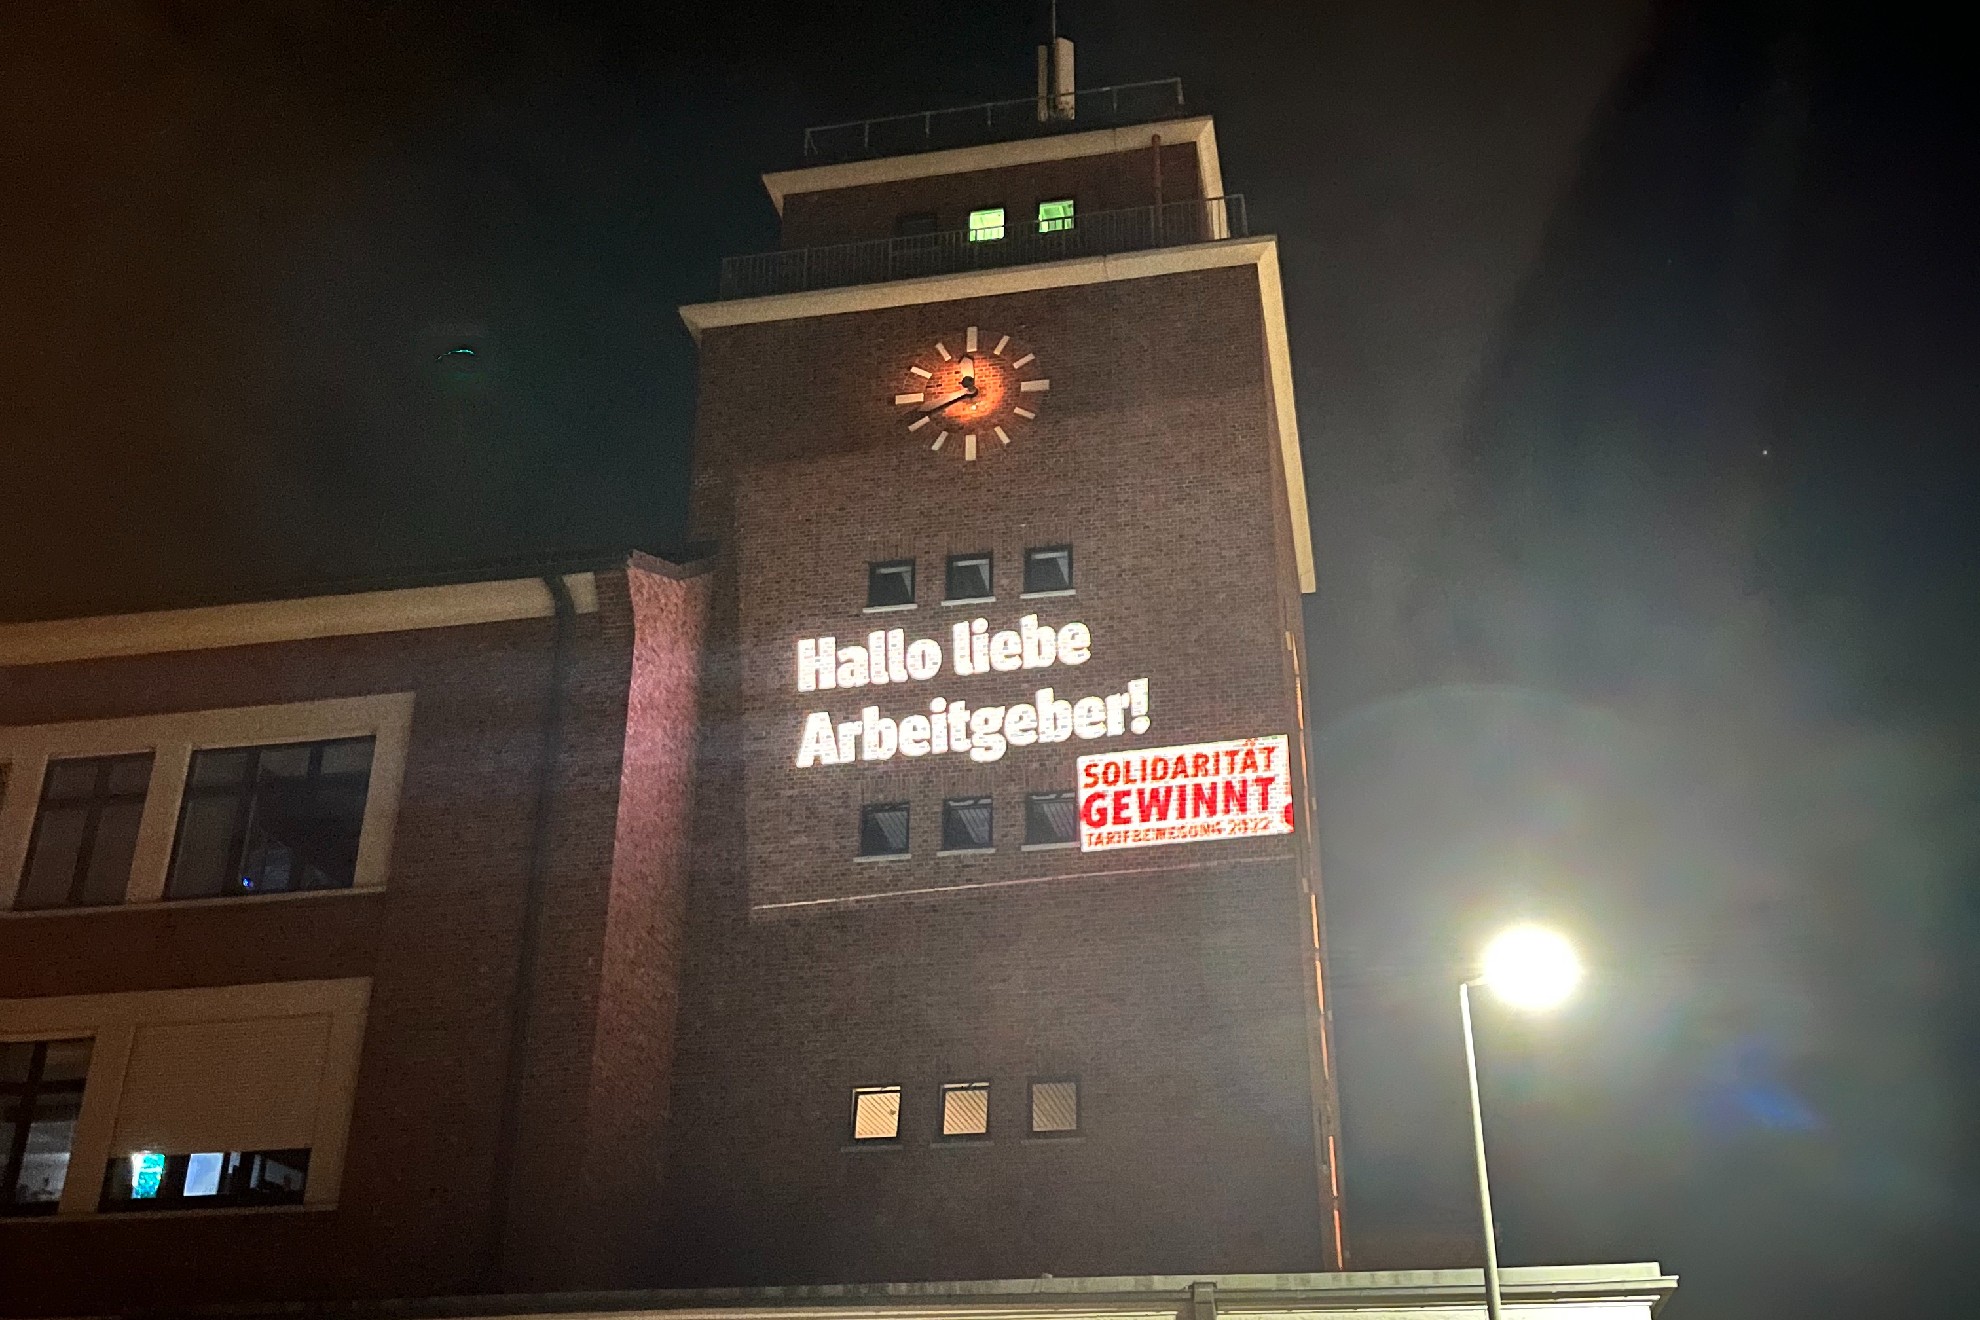 Hallo liebe
Arbeitgeber!
SOLIDARITÄT
GEWINNT
TARIFBEWEGUNG 2022